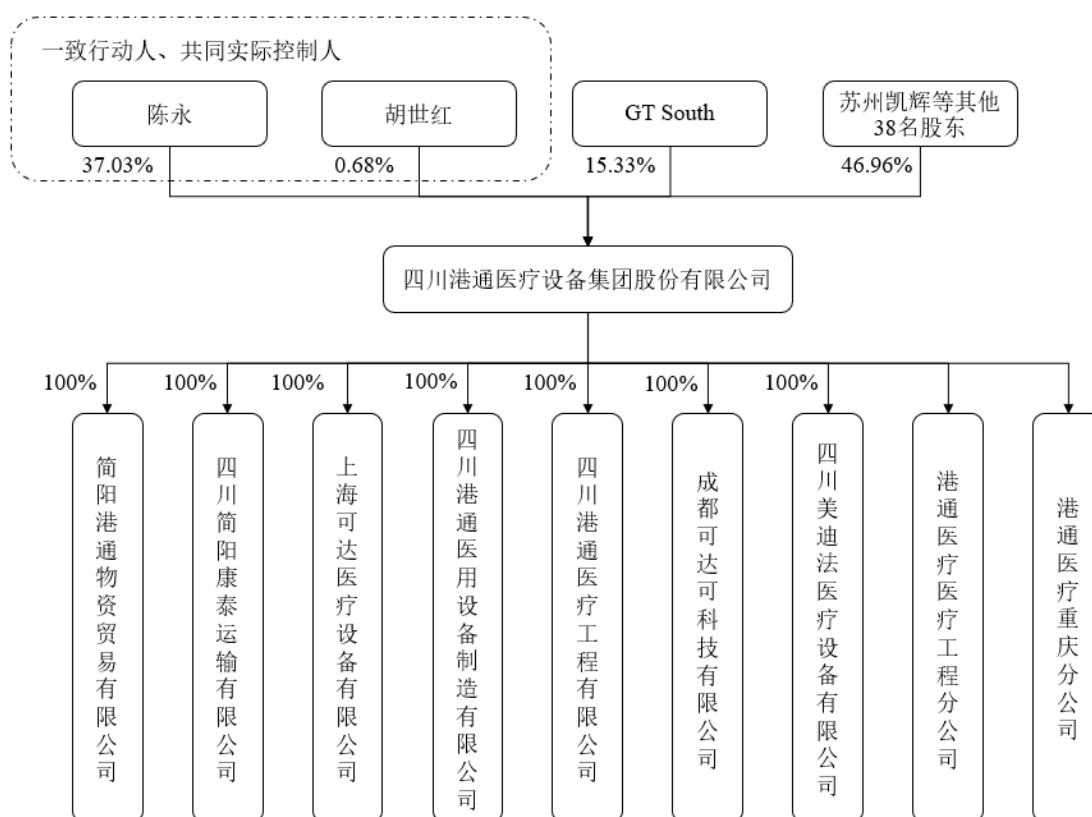 一致行动人、共同实际控制人
陈永
胡世红
GT South
苏州凯辉等其他
38名股东
37.03%
0.68%
15.33%
46.96%
四川港通医疗设备集团股份有限公司
100%
100%
100%
100%
100%
100%
100%
简阳港通物资贸易有限公司
四川简阳康泰运输有限公司
上海可达医疗设备有限公司
四川港通医用设备制造有限公司
四川港通医疗工程有限公司
成都可达可科技有限公司
四川美迪法医疗设备有限公司
港通医疗医疗工程分公司
港通医疗重庆分公司